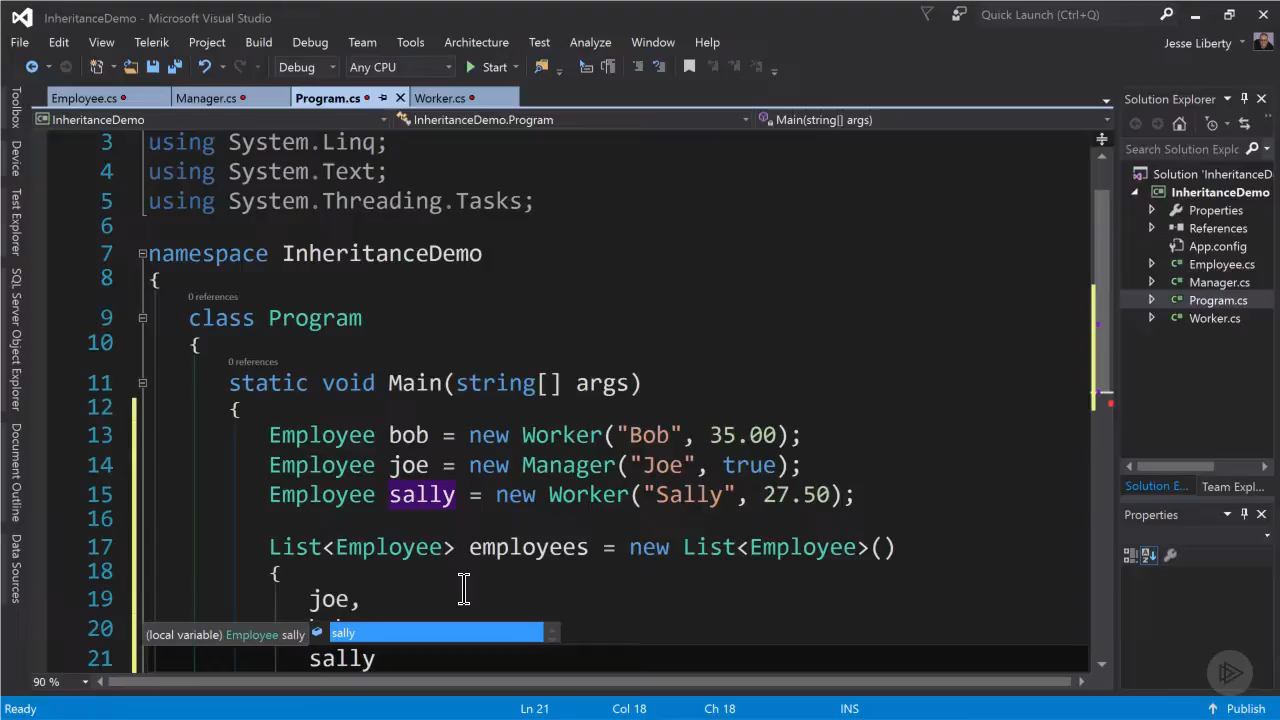 InheritanceDemo - Microsoft Visual Studio
Quick Launch (Ctrl+Q)
File Edit View Telerik Project Build Debug Team Tools Architecture Test Analyze Window Help
Jesse Liberty
Debug Any CPU Start
Employee.cs Manager.cs Program.cs Worker.cs
InheritanceDemo InheritanceDemo.Program Main(string[] args)
Toolbox
Device
Test Explorer
SQL Server Object Explorer
Document Outline
Data Sources
3 using System.Linq;
4 using System.Text;
5 using System.Threading.Tasks;
6
7 namespace InheritanceDemo
8 {
0 references
9 class Program
10 {
0 references
11 static void Main(string[] args)
12 {
13 Employee bob = new Worker("Bob", 35.00);
14 Employee joe = new Manager("Joe", true);
15 Employee sally = new Worker("Sally", 27.50);
16
17 List<Employee> employees = new List<Employee>()
18 {
19 joe,
20
(local variable) Employee sally sally
21 sally
90 %
Solution Explorer
Search Solution Explc
Solution 'InheritanceD
InheritanceDemo
Properties
References
App.config
Employee.cs
Manager.cs
Program.cs
Worker.cs
Solution E... Team Expl...
Properties
Ready Ln 21 Col 18 Ch 18 INS Publish